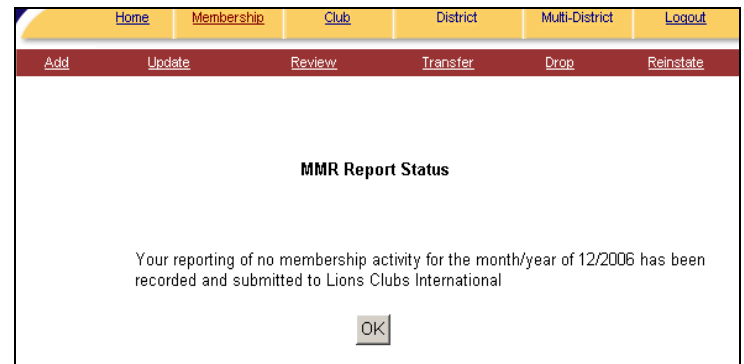 Home Membership Club District Multi-District Logout
Add Update Review Transfer Drop Reinstate
MMR Report Status
Your reporting of no membership activity for the month/year of 12/2006 has been
recorded and submitted to Lions Clubs International
OK